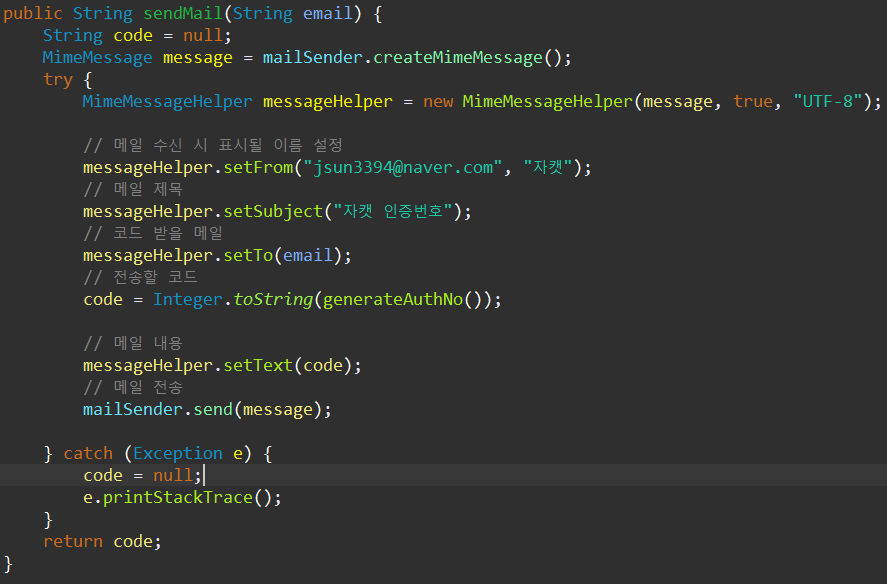 public String sendMail(String email) {
    String code = null;
    MimeMessage message = mailSender.createMimeMessage();
    try {
        MimeMessageHelper messageHelper = new MimeMessageHelper(message, true, "UTF-8");
        // 메일 수신 시 표시될 이름 설정
        messageHelper.setFrom("jsun3394@naver.com", "자캣");
        // 메일 제목
        messageHelper.setSubject("자캣 인증번호");
        // 코드 받을 메일
        messageHelper.setTo(email);
        // 전송할 코드
        code = Integer.toString(generateAuthNo());
        // 메일 내용
        messageHelper.setText(code);
        // 메일 전송
        mailSender.send(message);
    } catch (Exception e) {
        code = null;
        e.printStackTrace();
    }
    return code;
}